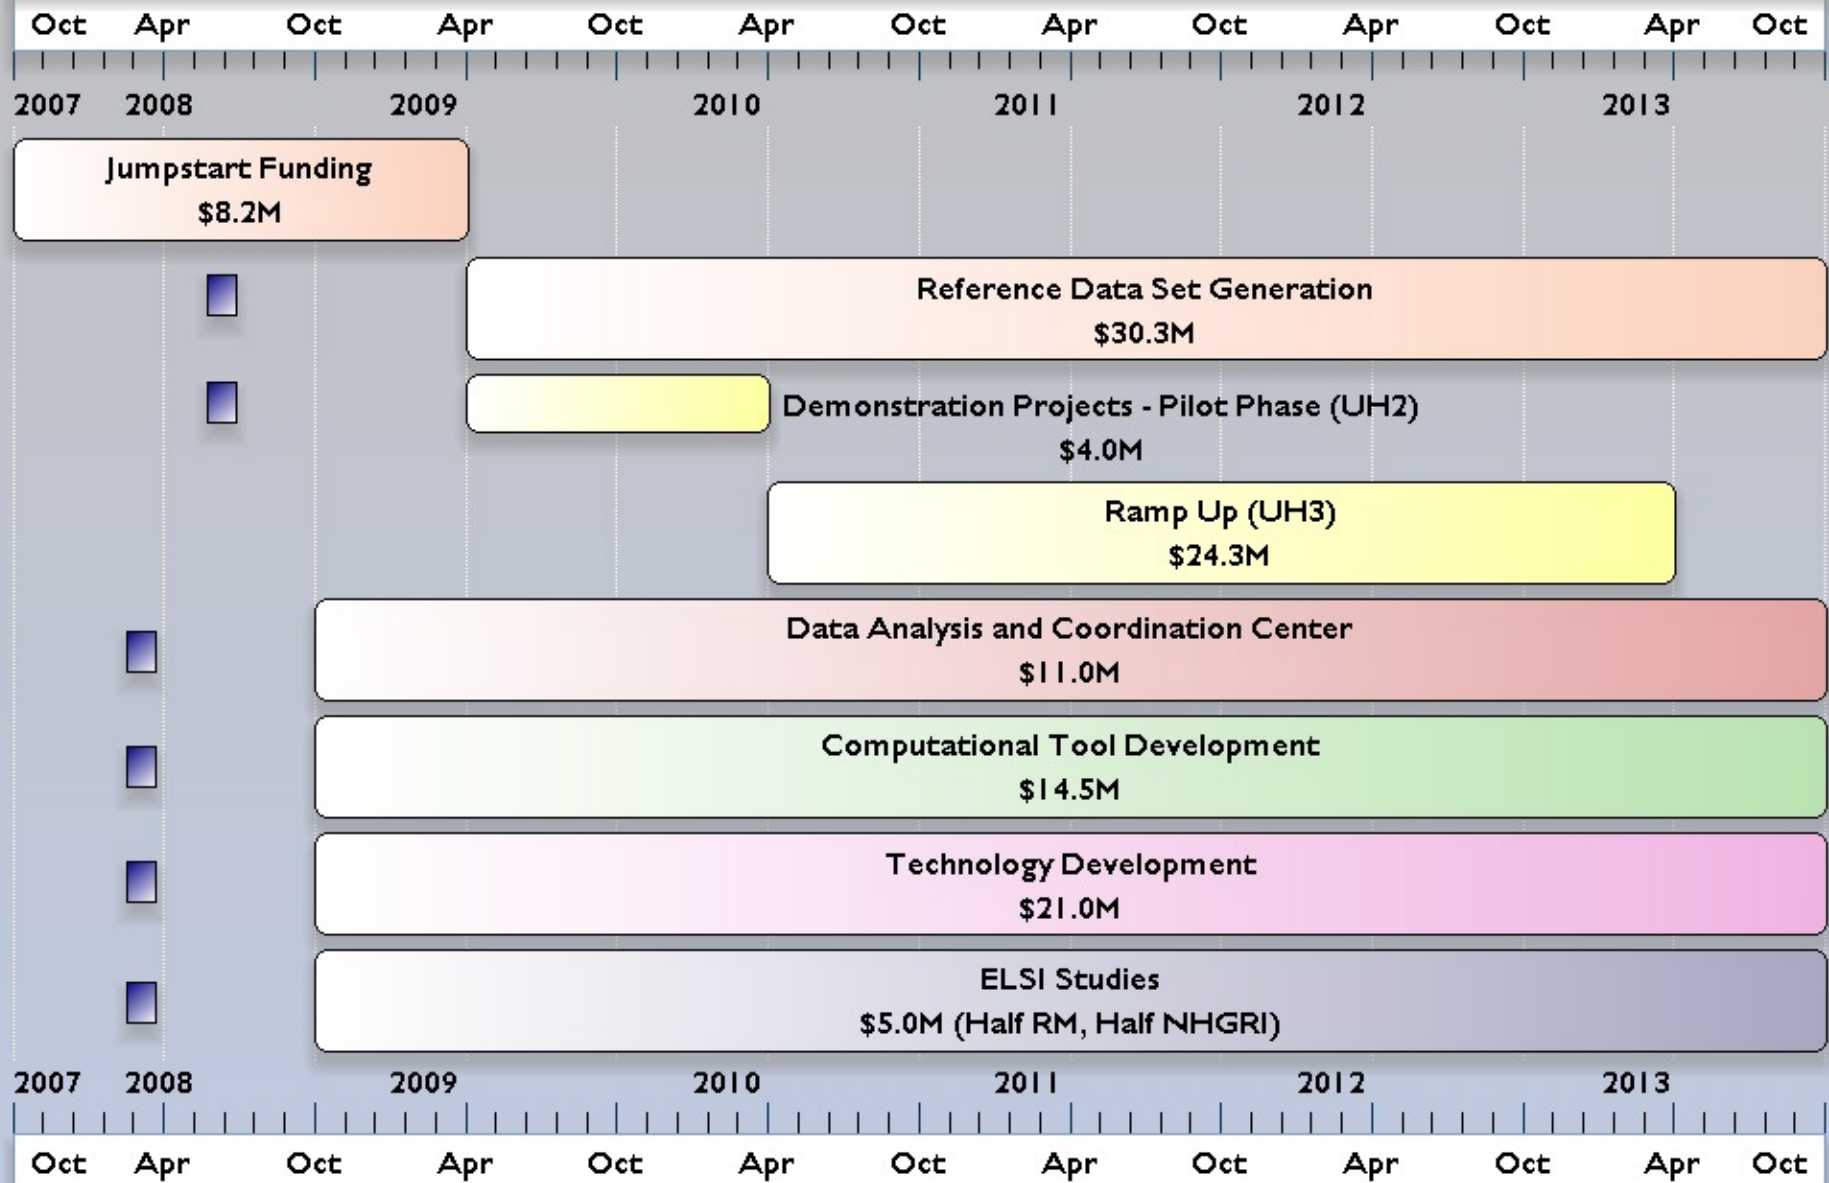 Oct Apr Oct Apr Oct Apr Oct Apr Oct Apr Oct Apr Oct
2007 2008 2009 2010 2011 2012 2013
Jumpstart Funding
$8.2M
Reference Data Set Generation
$30.3M
Demonstration Projects - Pilot Phase (UH2)
$4.0M
Ramp Up (UH3)
$24.3M
Data Analysis and Coordination Center
$11.0M
Computational Tool Development
$14.5M
Technology Development
$21.0M
ELSI Studies
$5.0M (Half RM, Half NHGRI)
2007 2008 2009 2010 2011 2012 2013
Oct Apr Oct Apr Oct Apr Oct Apr Oct Apr Oct Apr Oct